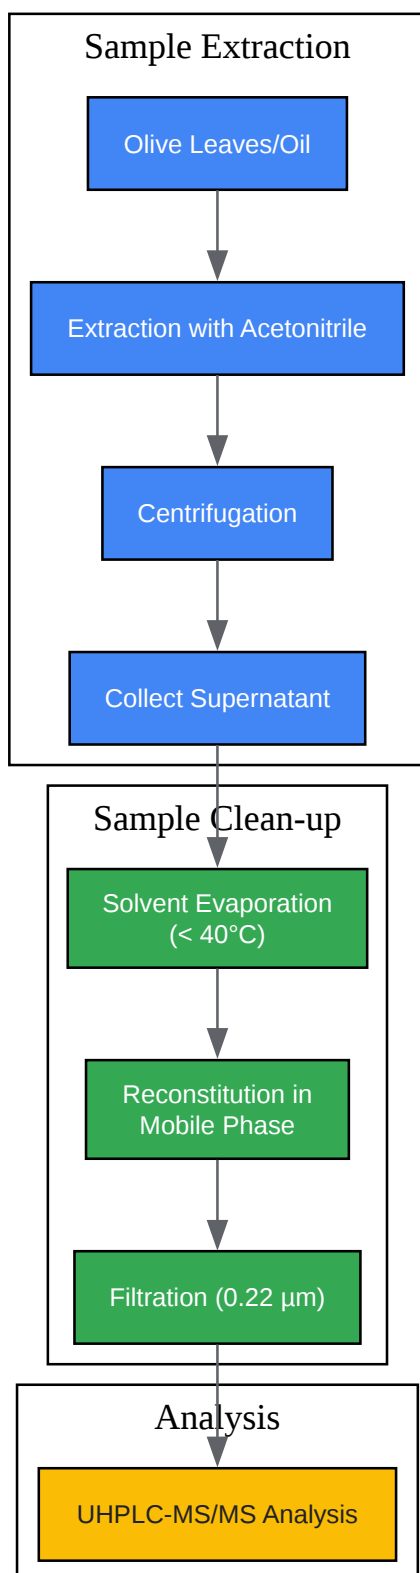 Sample Extraction
Olive Leaves/Oil
Extraction with Acetonitrile
Centrifugation
Collect Supernatant
Sample Clean-up
Solvent Evaporation
(< 40°C)
Reconstitution in
Mobile Phase
Filtration (0.22 µm)
Analysis
UHPLC-MS/MS Analysis